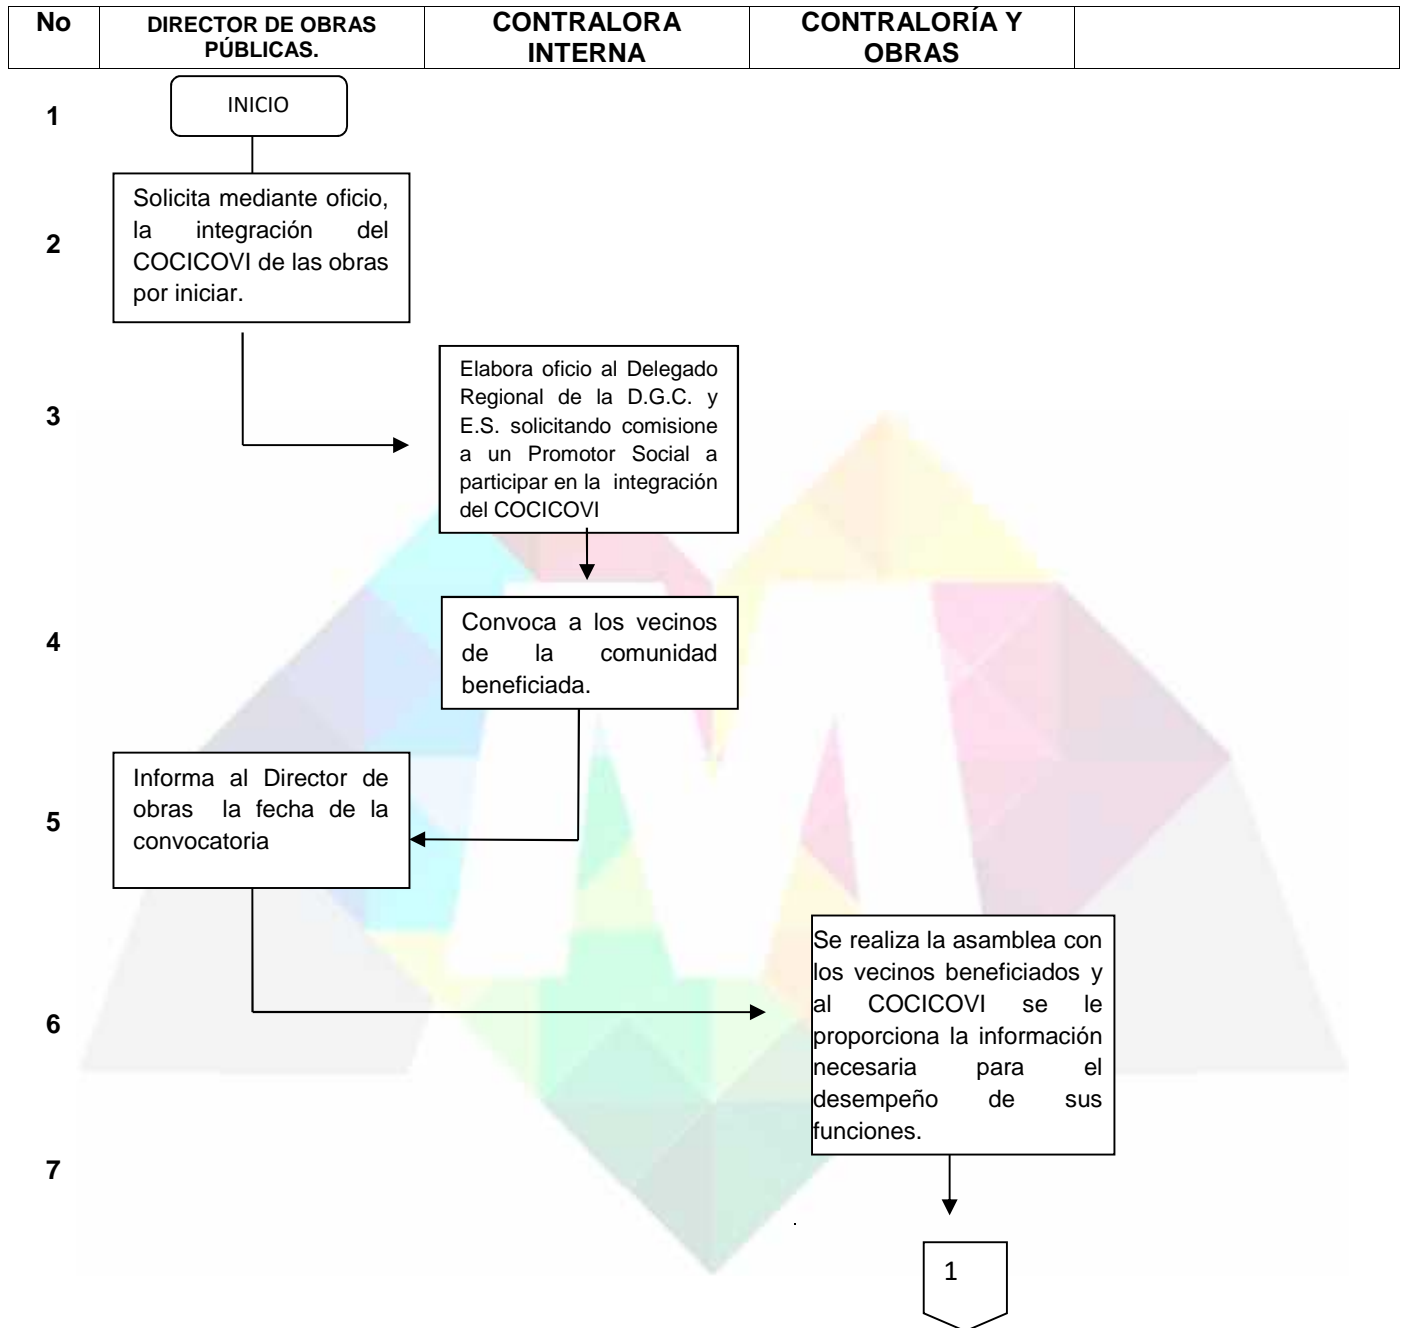 No
DIRECTOR DE OBRAS
PÚBLICAS.
CONTRALORA
INTERNA
CONTRALORÍA Y
OBRAS
1
INICIO
2
Solicita mediante oficio,
la integración del
COCICOVI de las obras
por iniciar.
3
Elabora oficio al Delegado
Regional de la D.G.C. y
E.S. solicitando comisione
a un Promotor Social a
participar en la integración
del COCICOVI
4
Convoca a los vecinos
de la comunidad
beneficiada.
5
Informa al Director de
obras la fecha de la
convocatoria
6
Se realiza la asamblea con
los vecinos beneficiados y
al COCICOVI se le
proporciona la información
necesaria para el
desempeño de sus
funciones.
7
1